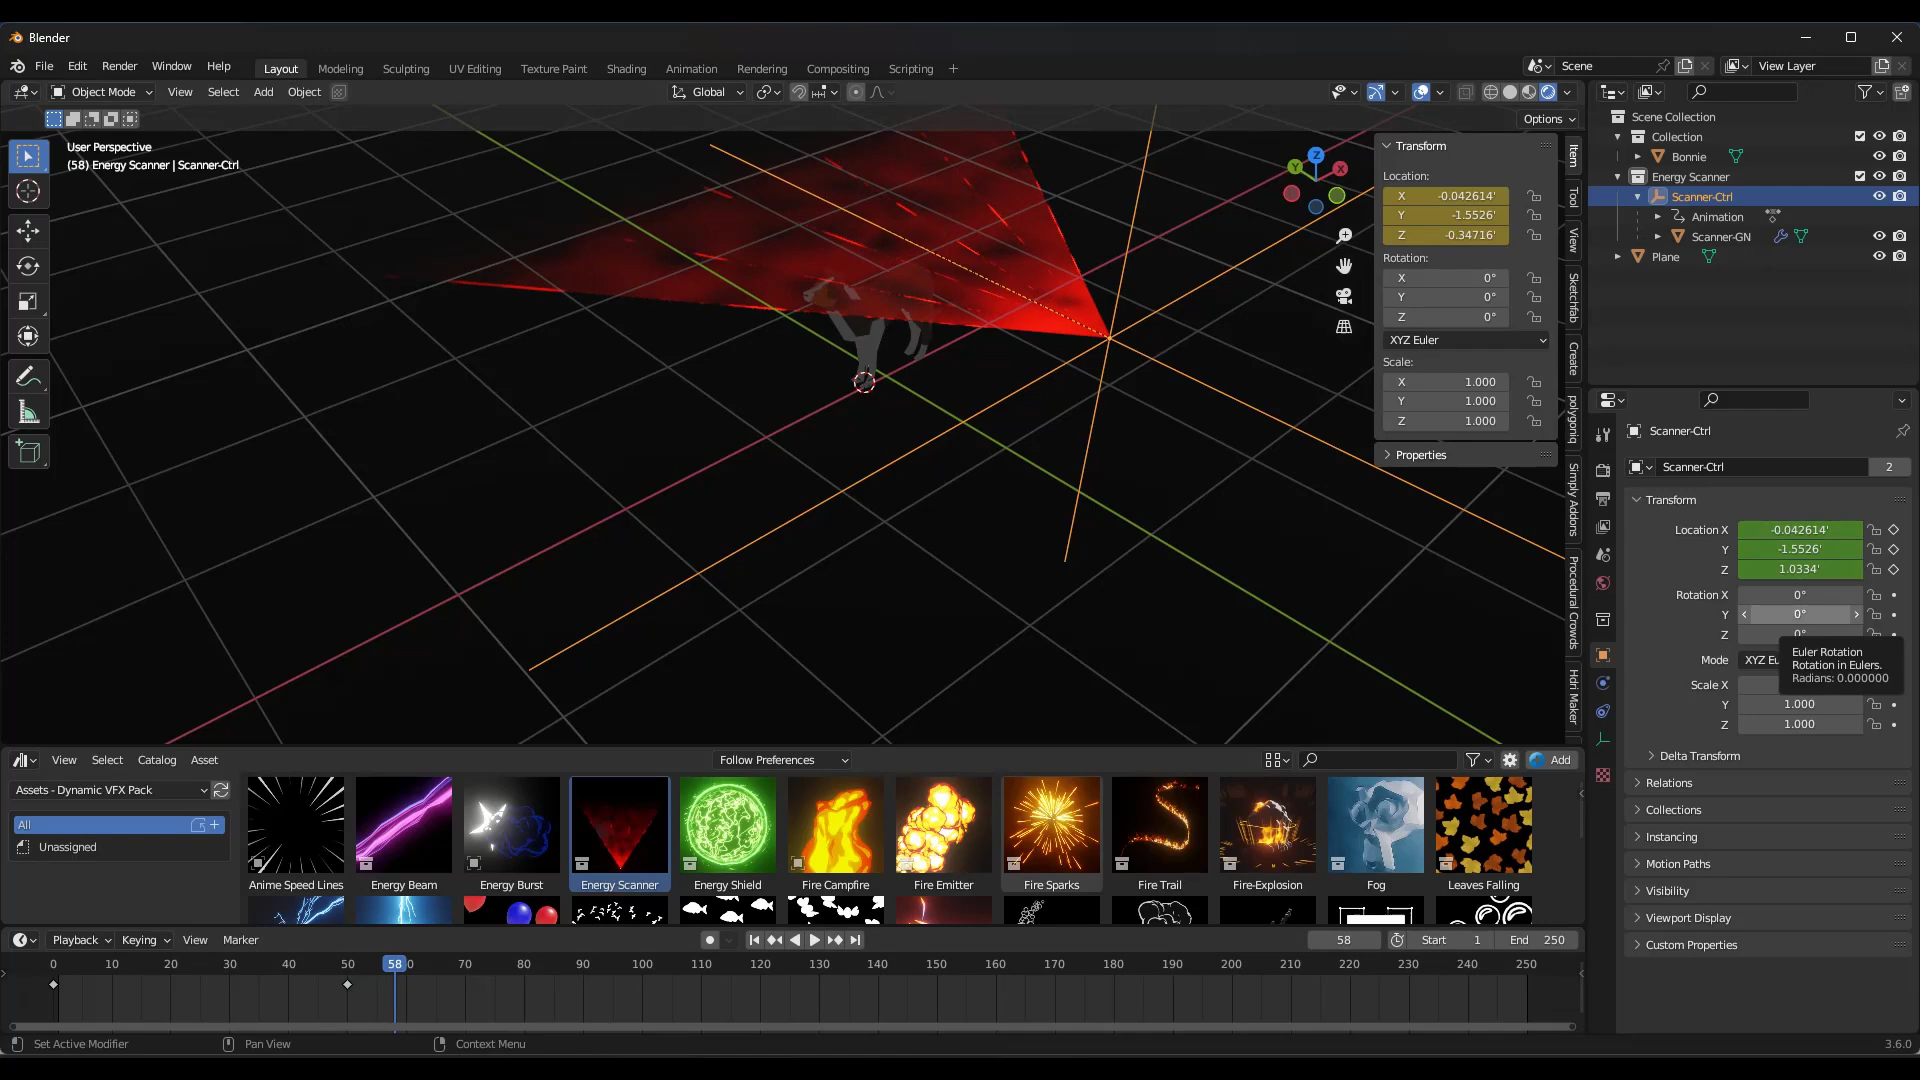 Blender
File Edit Render Window Help Layout Modeling Sculpting UV Editing Texture Paint Shading Animation Rendering Compositing Scripting + Scene View Layer
Object Mode View Select Add Object Global
Options
User Perspective
(58) Energy Scanner | Scanner-Ctrl
Transform
Location:
X -0.042614'
Y -1.5526'
Z -0.34716'
Rotation:
X 0°
Y 0°
Z 0°
XYZ Euler
Scale:
X 1.000
Y 1.000
Z 1.000
Properties
Item
Tool
View
Sketchfab
Create
polygoniq
Simply Addons
Procedural Crowds
Hdri Maker
Z
Y
X
Scene Collection
Collection
Bonnie
Energy Scanner
Scanner-Ctrl
Animation
Scanner-GN
Plane
Scanner-Ctrl
Scanner-Ctrl 2
Transform
Location X -0.042614'
Y -1.5526'
Z 1.0334'
Rotation X 0°
Y 0°
Z 0°
Mode XYZ Eu
Scale X
Y 1.000
Z 1.000
Euler Rotation
Rotation in Eulers.
Radians: 0.000000
Delta Transform
Relations
Collections
Instancing
Motion Paths
Visibility
Viewport Display
Custom Properties
View Select Catalog Asset Follow Preferences Add
Assets - Dynamic VFX Pack
All +
Unassigned
Anime Speed Lines Energy Beam Energy Burst Energy Scanner Energy Shield Fire Campfire Fire Emitter Fire Sparks Fire Trail Fire-Explosion Fog Leaves Falling
Playback Keying View Marker 58 Start 1 End 250
0 10 20 30 40 50 58 0 70 80 90 100 110 120 130 140 150 160 170 180 190 200 210 220 230 240 250
Set Active Modifier Pan View Context Menu 3.6.0